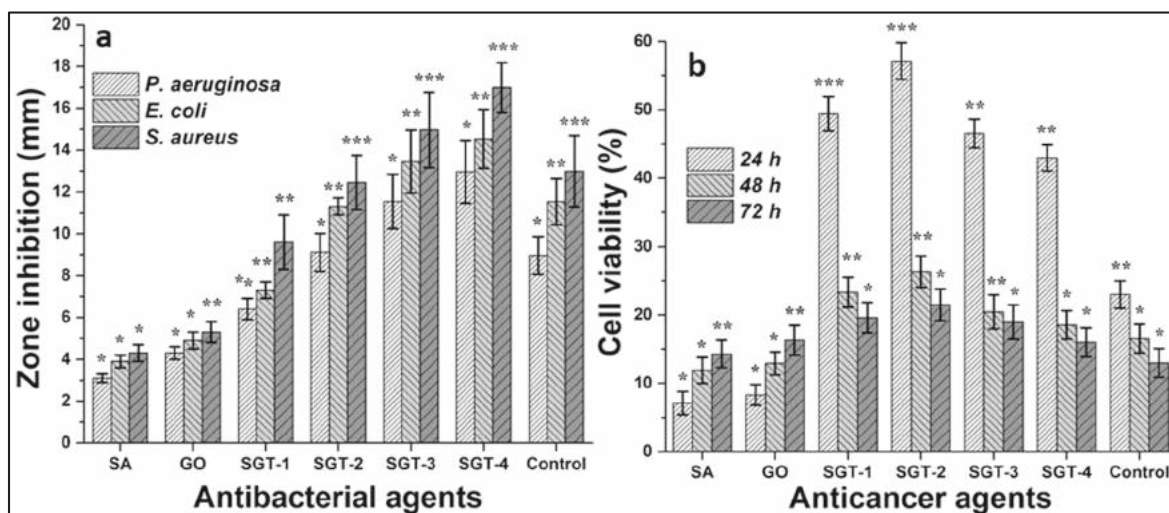 a
P. aeruginosa
E. coli
S. aureus
Zone inhibition (mm)
20
18
16
14
12
10
8
6
4
2
0
* * *
* * **
** ** **
* ** ***
* ** ***
* ** ***
* ** ***
SA GO SGT-1 SGT-2 SGT-3 SGT-4 Control
Antibacterial agents
b
24 h
48 h
72 h
Cell viability (%)
60
50
40
30
20
10
0
* * **
* * **
*** ** *
*** ** *
** ** *
** * *
** * *
SA GO SGT-1 SGT-2 SGT-3 SGT-4 Control
Anticancer agents